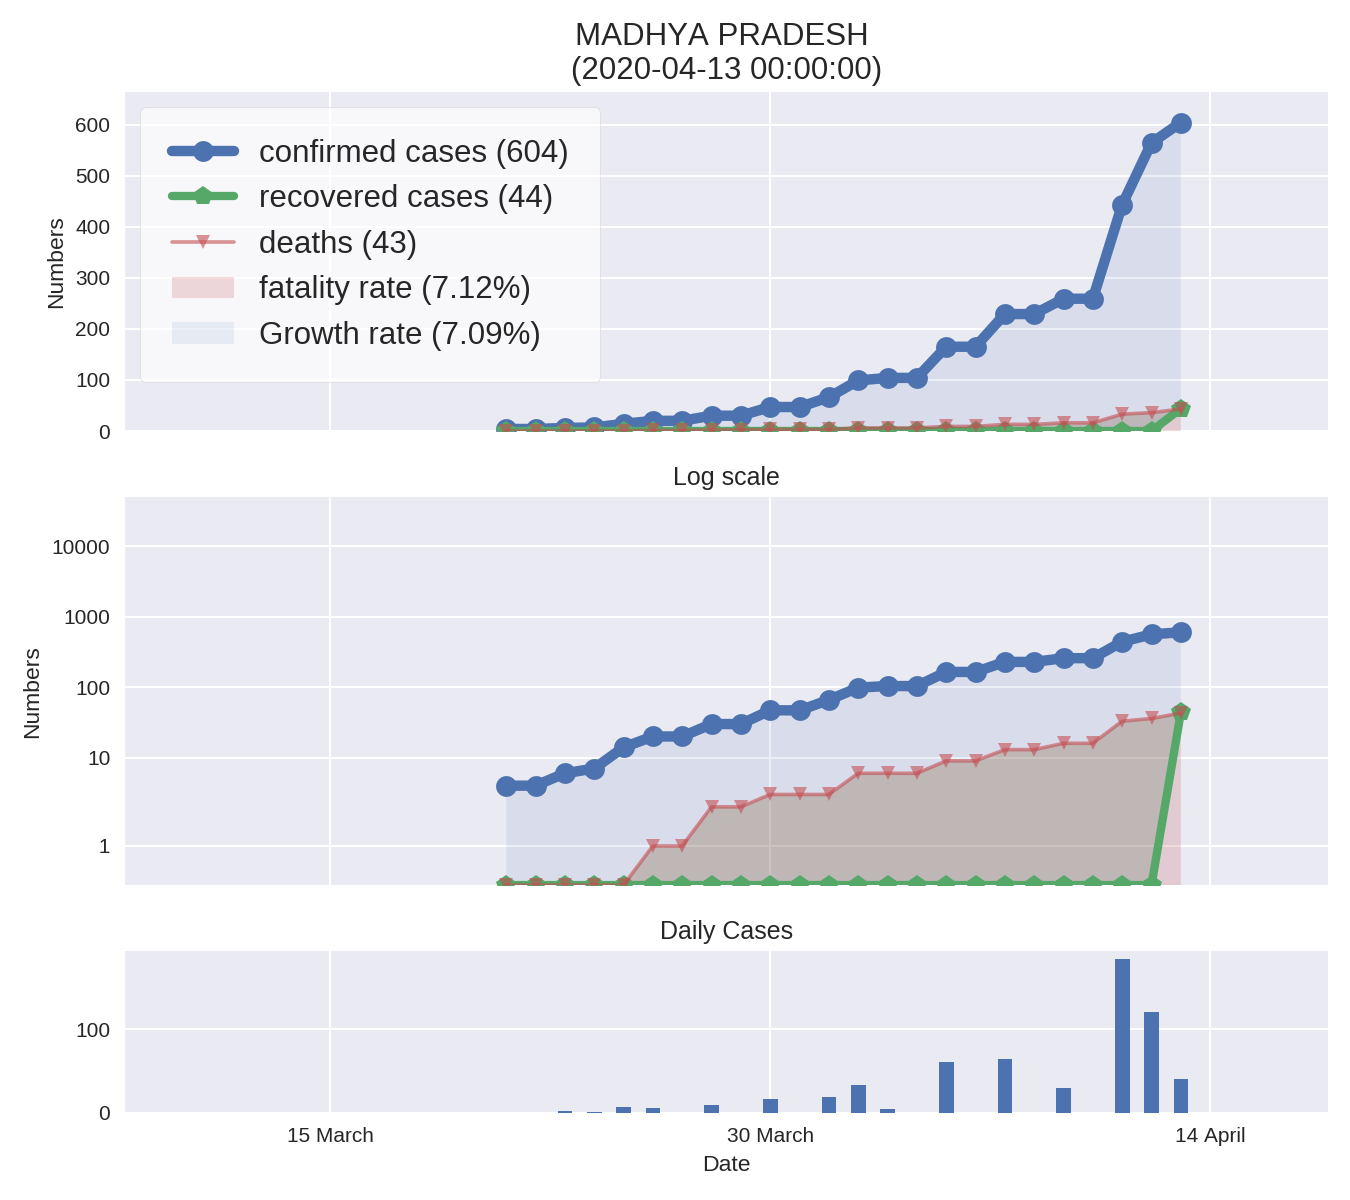 MADHYA PRADESH
(2020-04-13 00:00:00)
confirmed cases (604)
recovered cases (44)
deaths (43)
fatality rate (7.12%)
Growth rate (7.09%)
Numbers
600
500
400
300
200
100
0
Log scale
Numbers
10000
1000
100
10
1
Daily Cases
100
0
15 March
30 March
14 April
Date